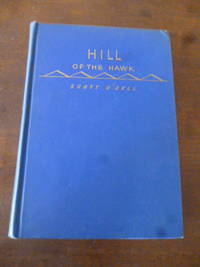 HILL
OF THE HAWK
SCOTT O'DELL